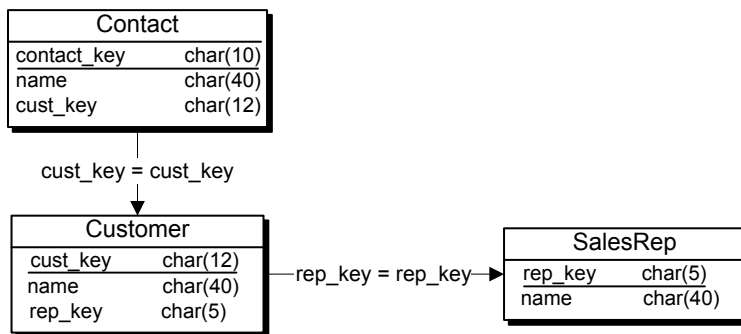 Contact
contact_key char(10)
name char(40)
cust_key char(12)
cust_key = cust_key
Customer
cust_key char(12)
name char(40)
rep_key char(5)
rep_key = rep_key
SalesRep
rep_key char(5)
name char(40)